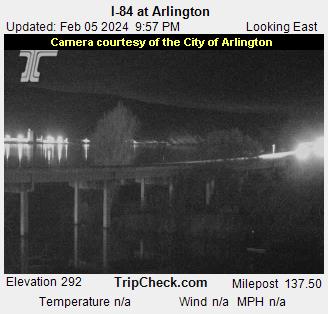 I-84 at Arlington
Updated: Feb 05 2024 9:57 PM Looking East
Camera courtesy of the City of Arlington
Elevation 292 TripCheck.com Milepost 137.50
Temperature n/a Wind n/a MPH n/a